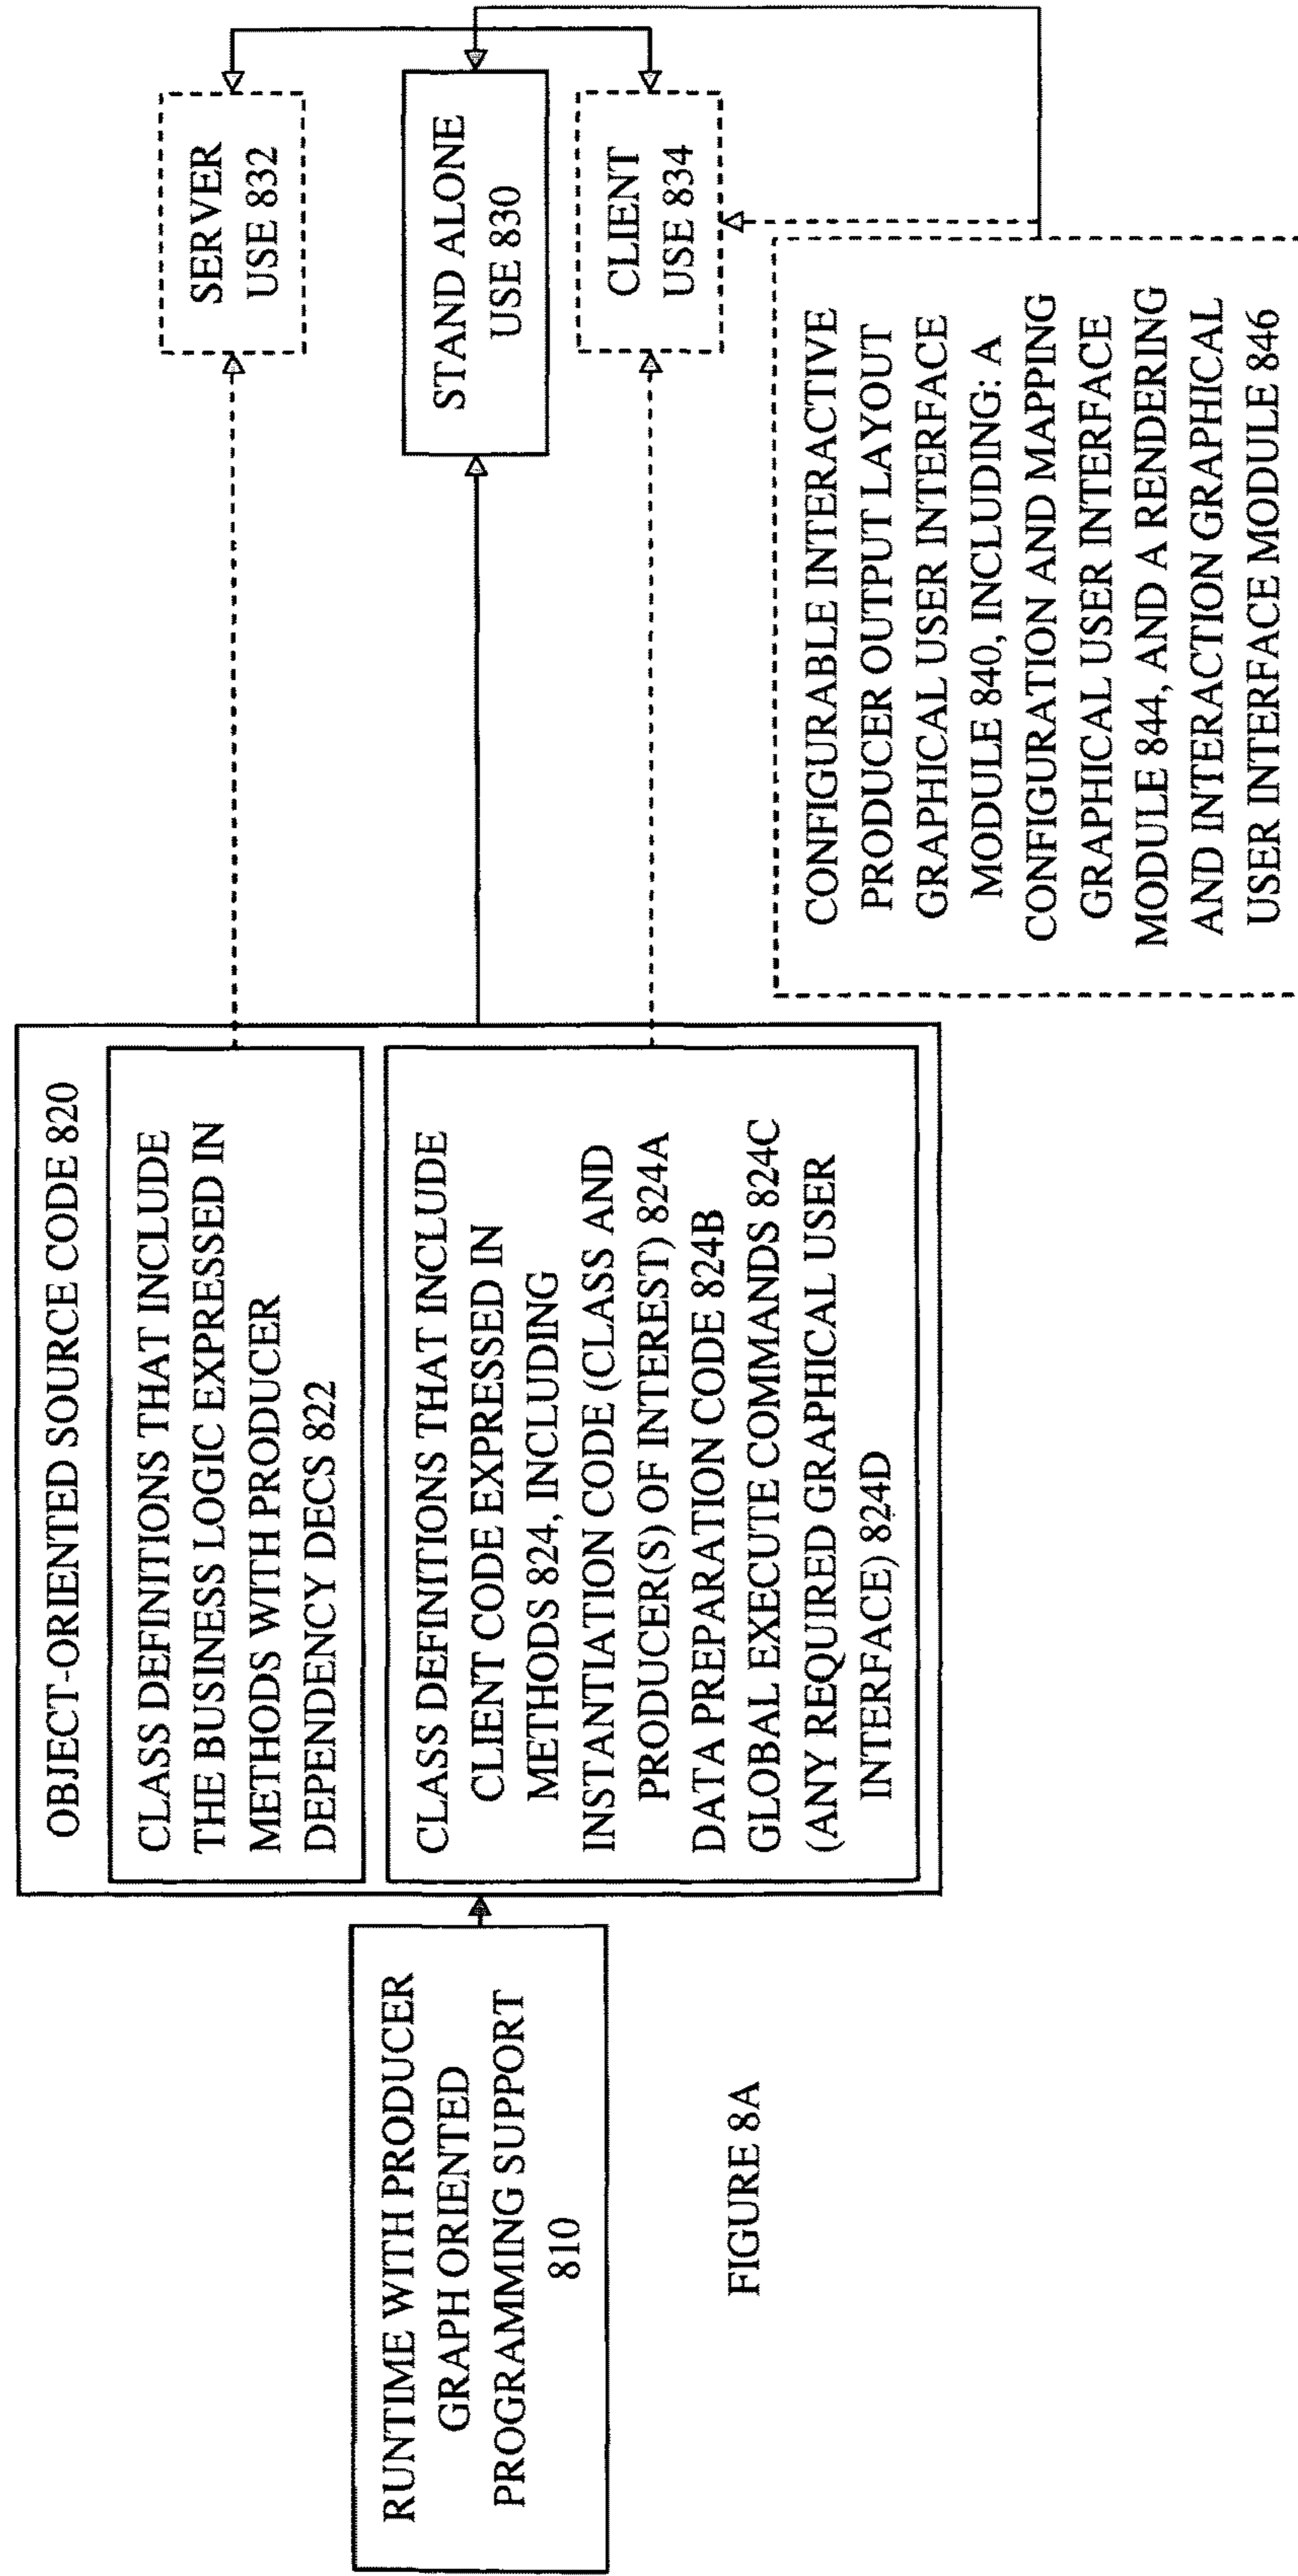 RUNTIME WITH PRODUCER
GRAPH ORIENTED
PROGRAMMING SUPPORT
810
OBJECT-ORIENTED SOURCE CODE 820
CLASS DEFINITIONS THAT INCLUDE
THE BUSINESS LOGIC EXPRESSED IN
METHODS WITH PRODUCER
DEPENDENCY DECS 822
CLASS DEFINITIONS THAT INCLUDE
CLIENT CODE EXPRESSED IN
METHODS 824, INCLUDING
INSTANTIATION CODE (CLASS AND
PRODUCER(S) OF INTEREST) 824A
DATA PREPARATION CODE 824B
GLOBAL EXECUTE COMMANDS 824C
(ANY REQUIRED GRAPHICAL USER
INTERFACE) 824D
SERVER
USE 832
STAND ALONE
USE 830
CLIENT
USE 834
CONFIGURABLE INTERACTIVE
PRODUCER OUTPUT LAYOUT
GRAPHICAL USER INTERFACE
MODULE 840, INCLUDING: A
CONFIGURATION AND MAPPING
GRAPHICAL USER INTERFACE
MODULE 844, AND A RENDERING
AND INTERACTION GRAPHICAL
USER INTERFACE MODULE 846
FIGURE 8A